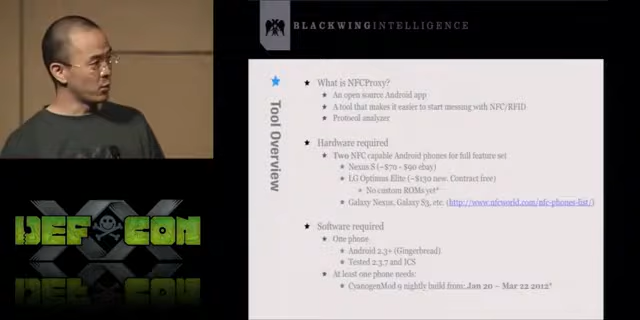 BLACKWINGINTELLIGENCE
Tool Overview
What is NFCProxy?
An open source Android app
A tool that makes it easier to start messing with NFC/RFID
Protocol analyzer
Hardware required
Two NFC capable Android phones for full feature set
Nexus S (~$70 - $90 ebay)
LG Optimus Elite (~$130 new. Contract free)
No custom ROMs yet*
Galaxy Nexus, Galaxy S3, etc. (http://www.nfcworld.com/nfc-phones-list/)
Software required
One phone
Android 2.3+ (Gingerbread)
Tested 2.3.7 and ICS
At least one phone needs:
CyanogenMod 9 nightly build from: Jan 20 – Mar 22 2012*
DEF CON
XX